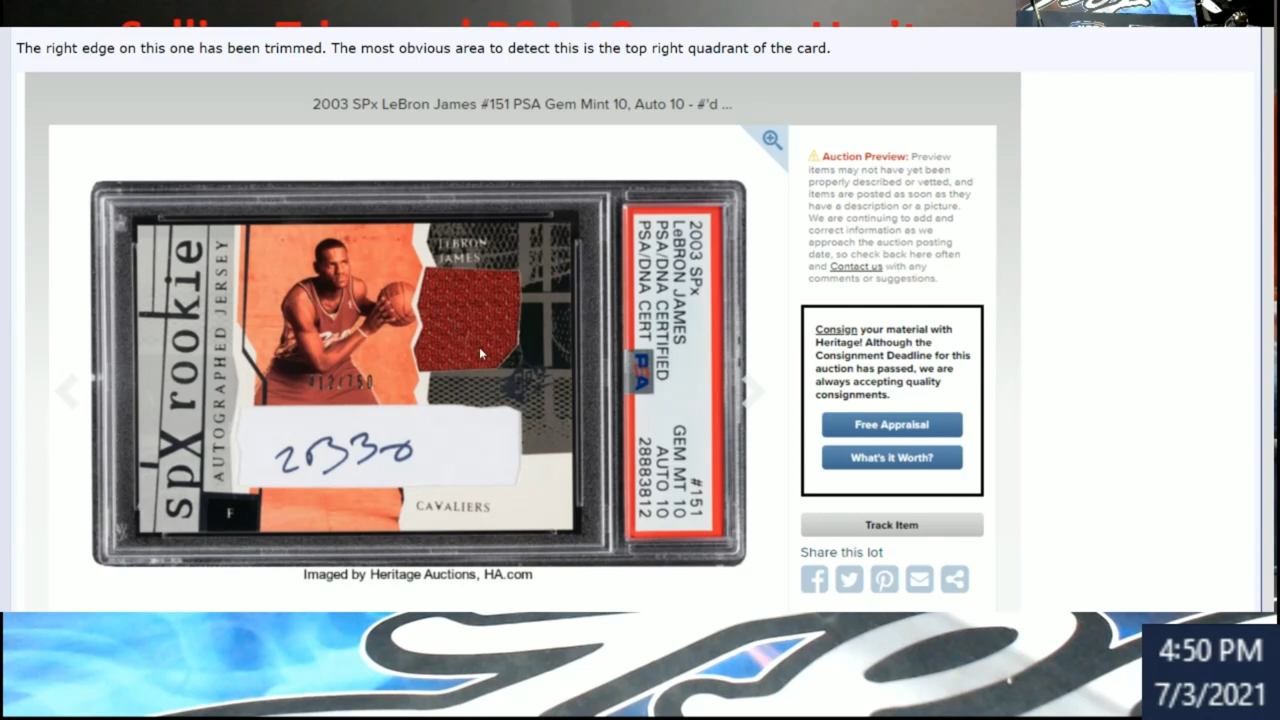 The right edge on this one has been trimmed. The most obvious area to detect this is the top right quadrant of the card.
2003 SPx LeBron James #151 PSA Gem Mint 10, Auto 10 - #'d ...
spx rookie
AUTOGRAPHED JERSEY
F
LEBRON
JAMES
412/750
CAVALIERS
2003 SPx #151
LeBRON JAMES GEM MT 10
PSA/DNA CERTIFIED AUTO 10
PSA/DNA CERT 28883812
PSA
Imaged by Heritage Auctions, HA.com
Auction Preview: Preview
items may not have yet been
properly described or vetted, and
items are posted as soon as they
have a description or a picture.
We are continuing to add and
correct information as we
approach the auction posting
date, so check back here often
and Contact us with any
comments or suggestions.
Consign your material with
Heritage! Although the
Consignment Deadline for this
auction has passed, we are
always accepting quality
consignments.
Free Appraisal
What's it Worth?
Track Item
Share this lot
4:50 PM
7/3/2021